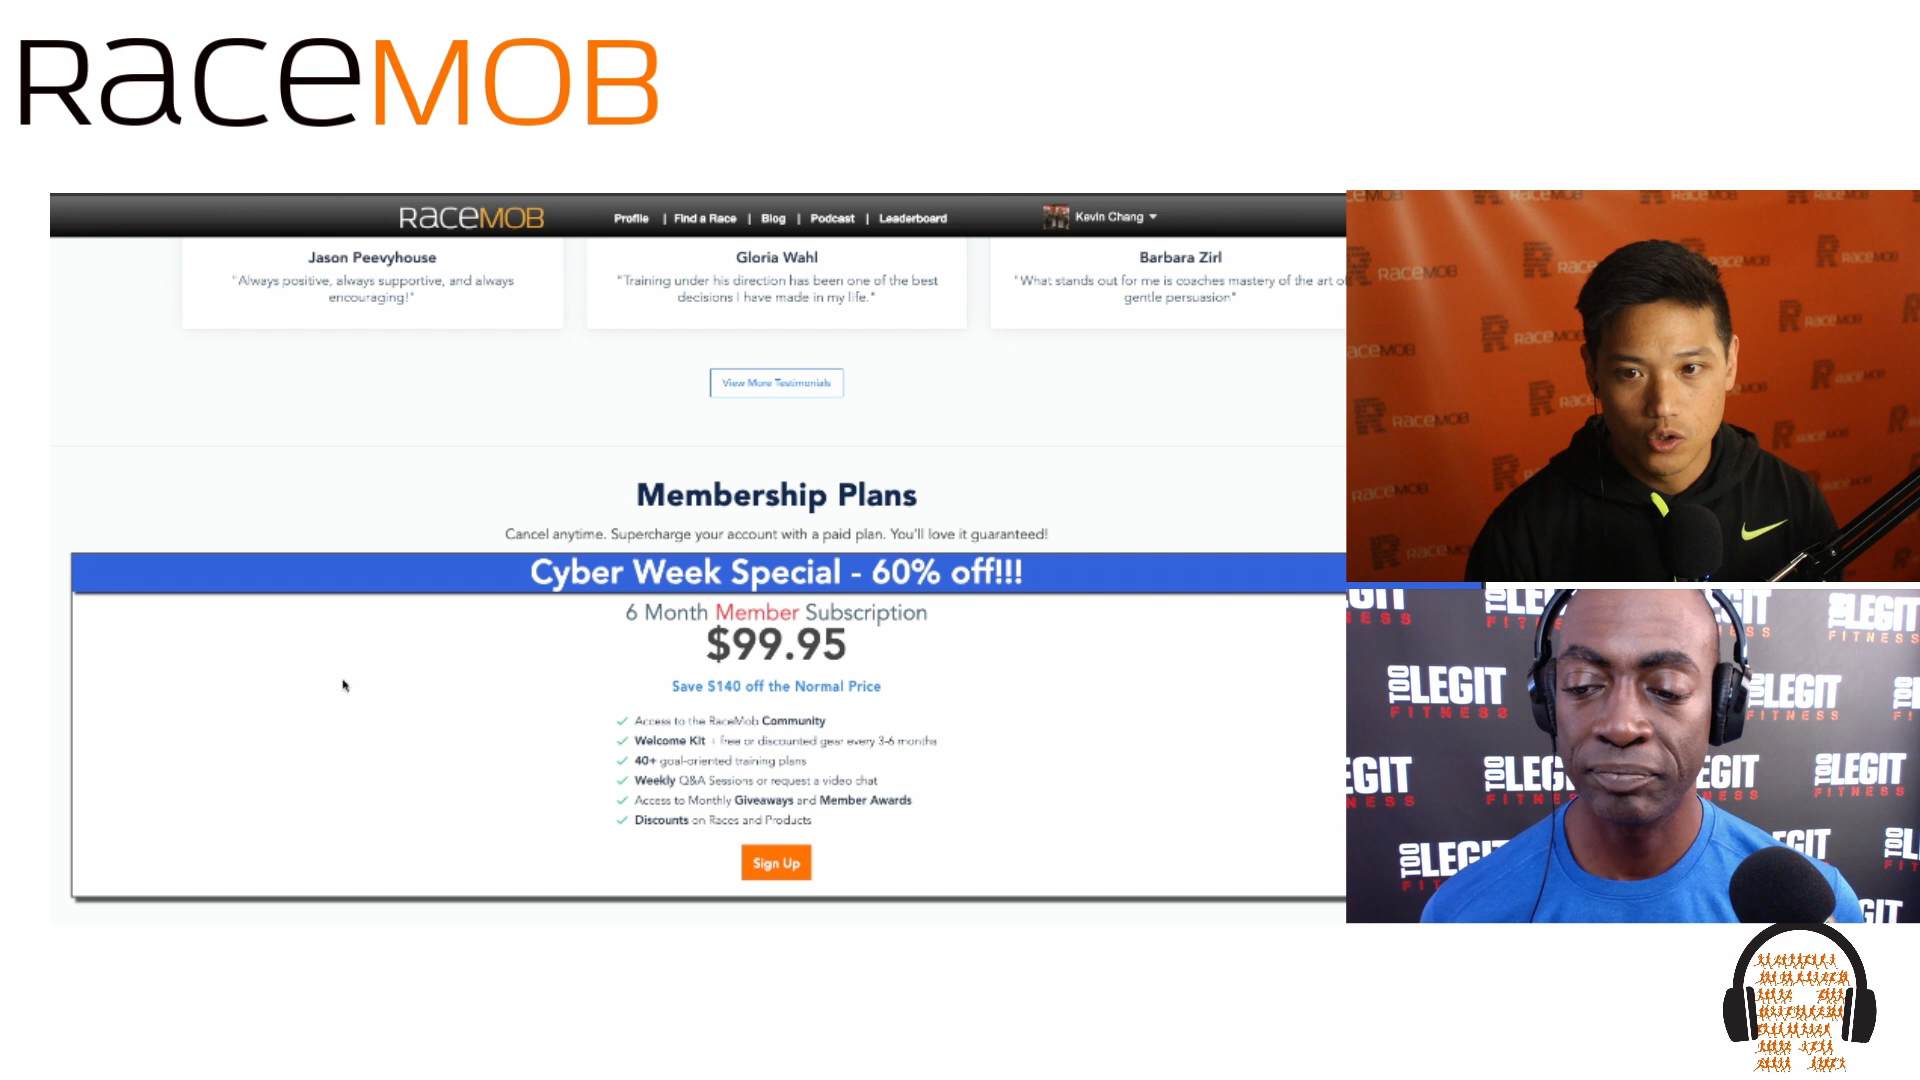 RaceMOB
RaceMOB
Profile | Find a Race | Blog | Podcast | Leaderboard
Kevin Chang
Jason Peevyhouse
"Always positive, always supportive, and always
encouraging!"
Gloria Wahl
"Training under his direction has been one of the best
decisions I have made in my life."
Barbara Zirl
"What stands out for me is coaches mastery of the art of
gentle persuasion"
View More Testimonials
Membership Plans
Cancel anytime. Supercharge your account with a paid plan. You'll love it guaranteed!
Cyber Week Special - 60% off!!!
6 Month Member Subscription
$99.95
Save $140 off the Normal Price
Access to the RaceMob Community
Welcome Kit + free or discounted gear every 3-6 months
40+ goal-oriented training plans
Weekly Q&A Sessions or request a video chat
Access to Monthly Giveaways and Member Awards
Discounts on Races and Products
Sign Up
RaceMOB
TOO LEGIT
FITNESS